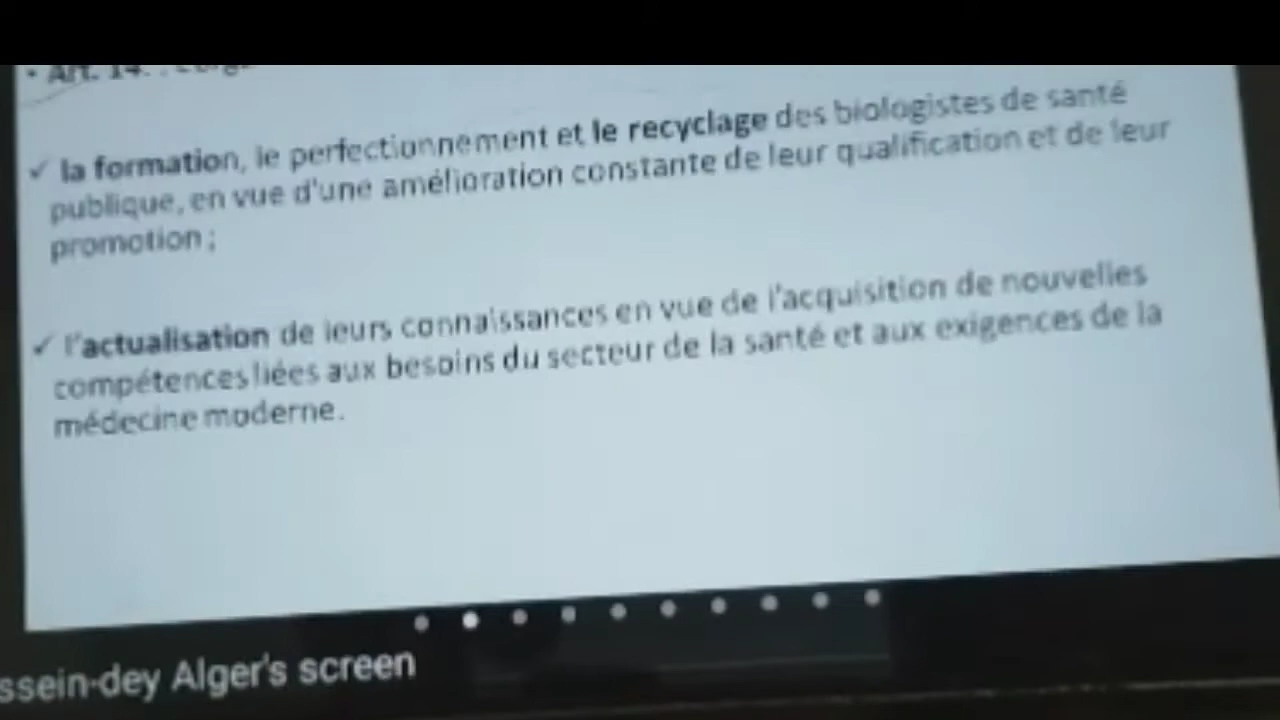 • Art. 14. :
✓ la formation, le perfectionnement et le recyclage des biologistes de santé
publique, en vue d'une amélioration constante de leur qualification et de leur
promotion ;
✓ l'actualisation de leurs connaissances en vue de l'acquisition de nouvelles
compétences liées aux besoins du secteur de la santé et aux exigences de la
médecine moderne.
ssein-dey Alger's screen